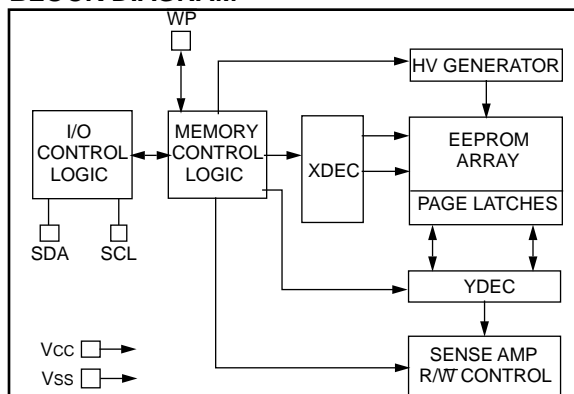 BLOCK DIAGRAM
WP
HV GENERATOR
I/O
CONTROL
LOGIC
MEMORY
CONTROL
LOGIC
XDEC
EEPROM
ARRAY
PAGE LATCHES
SDA
SCL
YDEC
Vcc
Vss
SENSE AMP
R/W CONTROL